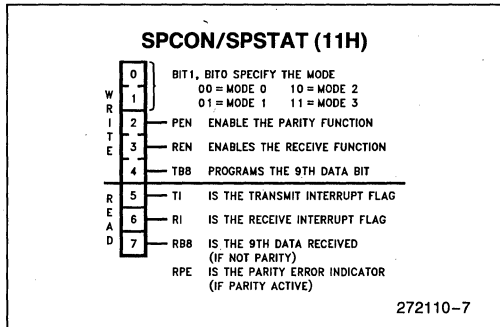 SPCON/SPSTAT (11H)
WRITE
0 BIT1, BIT0 SPECIFY THE MODE
1 00 = MODE 0 10 = MODE 2
01 = MODE 1 11 = MODE 3
2 PEN ENABLE THE PARITY FUNCTION
3 REN ENABLES THE RECEIVE FUNCTION
4 TB8 PROGRAMS THE 9TH DATA BIT
READ
5 TI IS THE TRANSMIT INTERRUPT FLAG
6 RI IS THE RECEIVE INTERRUPT FLAG
7 RB8 IS THE 9TH DATA RECEIVED
(IF NOT PARITY)
RPE IS THE PARITY ERROR INDICATOR
(IF PARITY ACTIVE)
272110-7